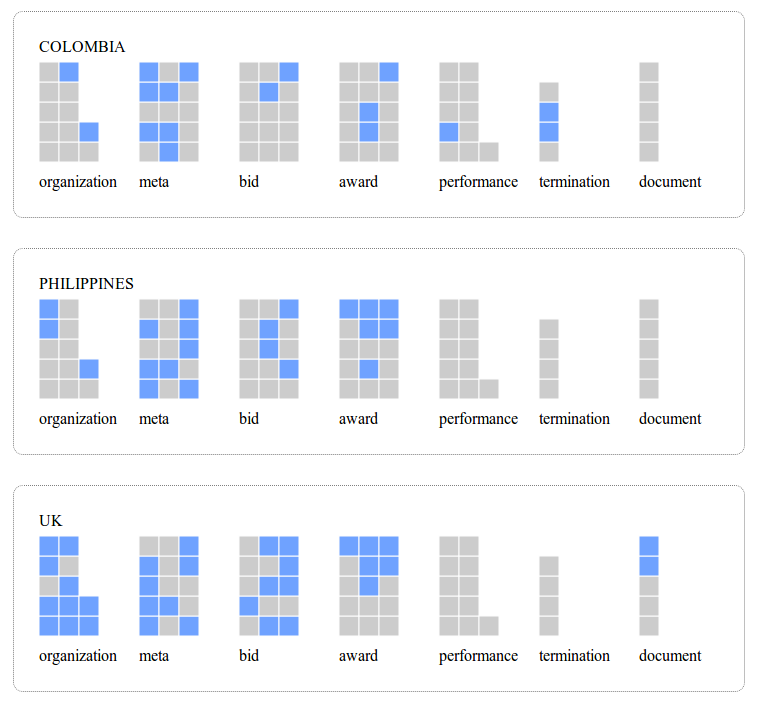 COLOMBIA
organization meta bid award performance termination document
PHILIPPINES
organization meta bid award performance termination document
UK
organization meta bid award performance termination document